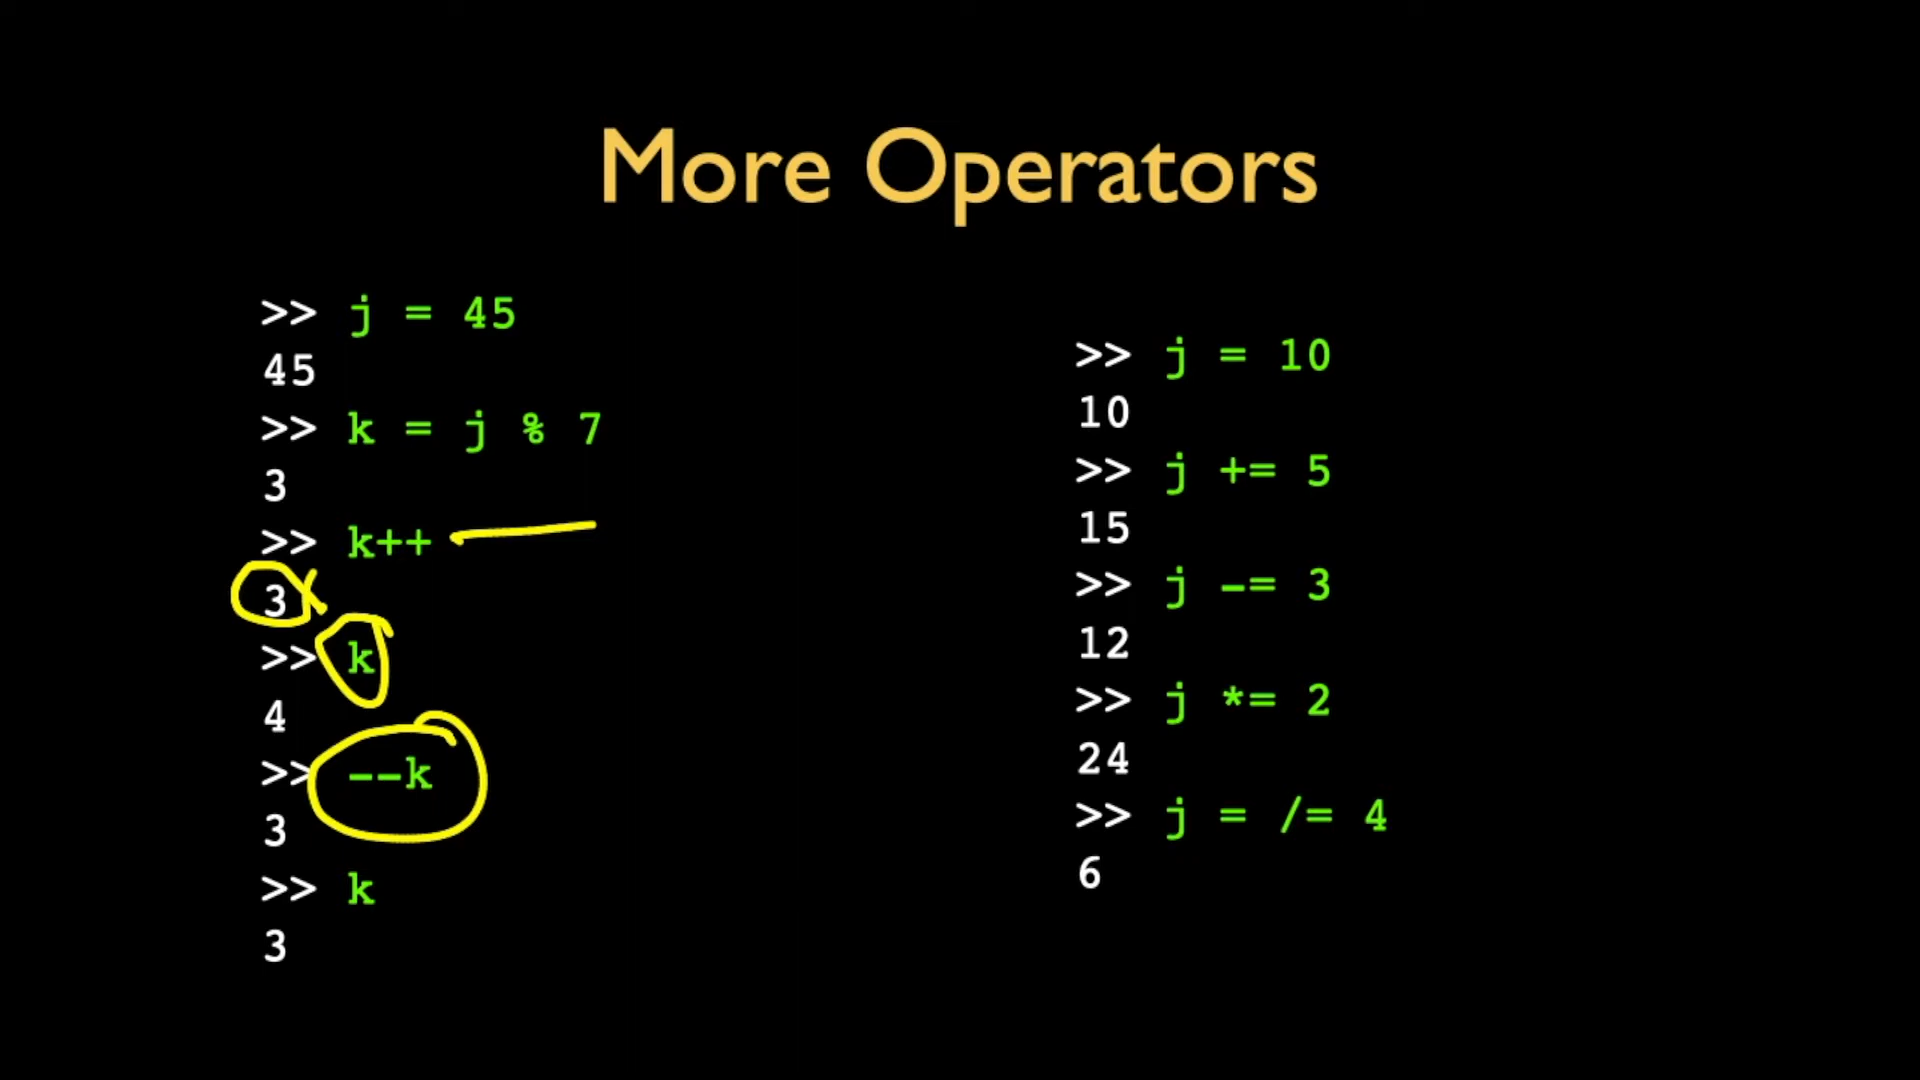 More Operators
>> j = 45
45
>> k = j % 7
3
>> k++
3
>> k
4
>> --k
3
>> k
3
>> j = 10
10
>> j += 5
15
>> j -= 3
12
>> j *= 2
24
>> j = /= 4
6